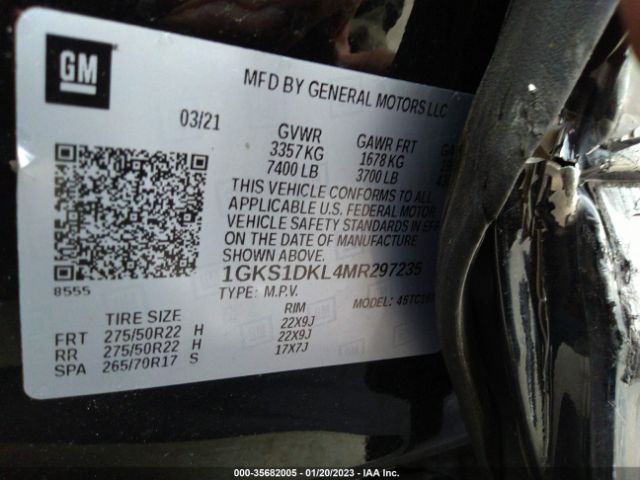 GM
MFD BY GENERAL MOTORS LLC
03/21
GVWR
3357 KG
7400 LB
GAWR FRT
1678 KG
3700 LB
THIS VEHICLE CONFORMS TO ALL
APPLICABLE U.S. FEDERAL MOTOR
VEHICLE SAFETY STANDARDS IN EFF
ON THE DATE OF MANUFACTURE
SHOWN ABOVE.
1GKS1DKL4MR297235
TYPE: M.P.V. MODEL:
8555
TIRE SIZE RIM
FRT 275/50R22 H 22X9J
RR 275/50R22 H 22X9J
SPA 265/70R17 S 17X7J
000-35682005 - 01/20/2023 - IAA Inc.